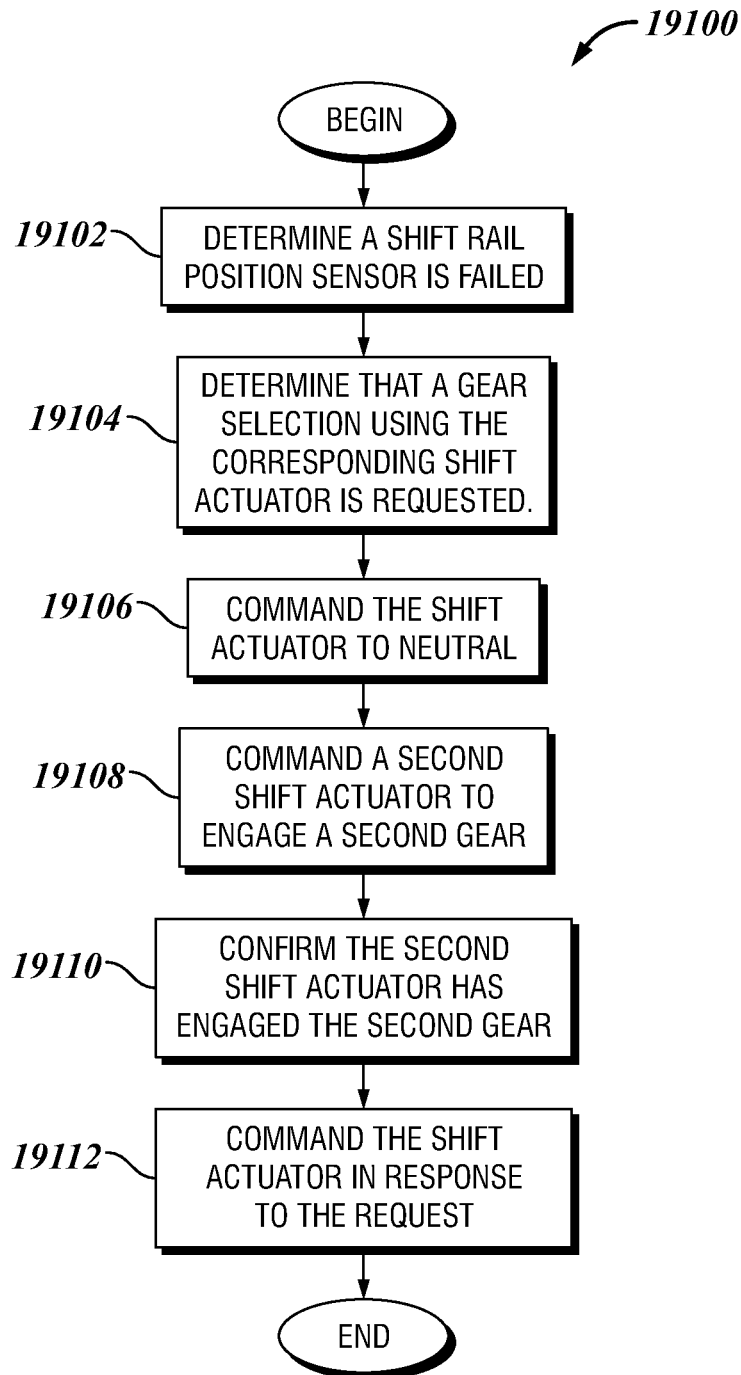 19100
BEGIN
19102
DETERMINE A SHIFT RAIL
POSITION SENSOR IS FAILED
19104
DETERMINE THAT A GEAR
SELECTION USING THE
CORRESPONDING SHIFT
ACTUATOR IS REQUESTED.
19106
COMMAND THE SHIFT
ACTUATOR TO NEUTRAL
19108
COMMAND A SECOND
SHIFT ACTUATOR TO
ENGAGE A SECOND GEAR
19110
CONFIRM THE SECOND
SHIFT ACTUATOR HAS
ENGAGED THE SECOND GEAR
19112
COMMAND THE SHIFT
ACTUATOR IN RESPONSE
TO THE REQUEST
END